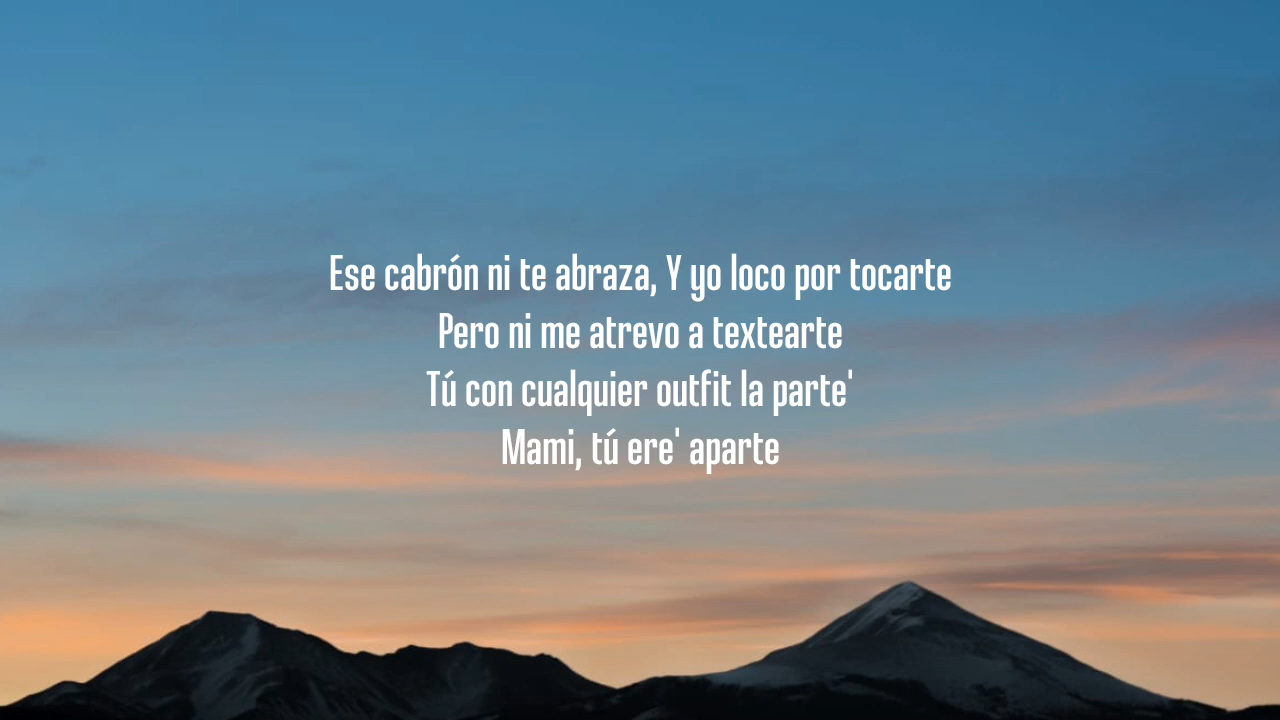 Ese cabrón ni te abraza, Y yo loco por tocarte
Pero ni me atrevo a textearte
Tú con cualquier outfit la parte'
Mami, tú ere' aparte